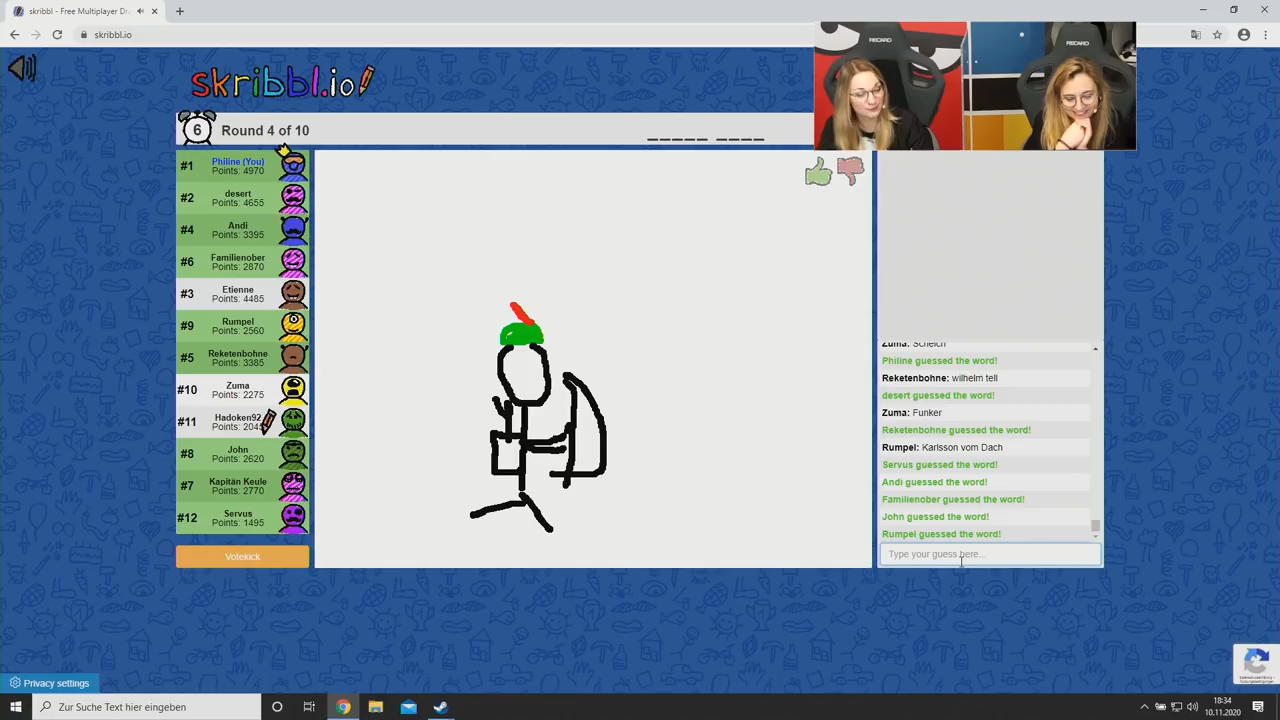 skribbl - Free Multiplayer Dr
skribbl.io
RECARO
RECARO
skribbl.io
6
Round 4 of 10
_____ ____
#1
Philine (You)
Points: 4970
#2
desert
Points: 4655
#4
Andi
Points: 3395
#6
Familienober
Points: 2870
#3
Etienne
Points: 4485
#9
Rumpel
Points: 2560
#5
Reketenbohne
Points: 3385
#10
Zuma
Points: 2275
#11
Hadoken92
#8
John
Points: 2620
#7
Kapitän Keule
Points: 2770
#12
Servus
Points: 1495
Votekick
Zuma: Scheich
Philine guessed the word!
Reketenbohne: wilhelm tell
desert guessed the word!
Zuma: Funker
Reketenbohne guessed the word!
Rumpel: Karlsson vom Dach
Servus guessed the word!
Andi guessed the word!
Familienober guessed the word!
John guessed the word!
Rumpel guessed the word!
Type your guess here...
Privacy settings
Zur Suche Text hier eingeben
18:34
10.11.2020